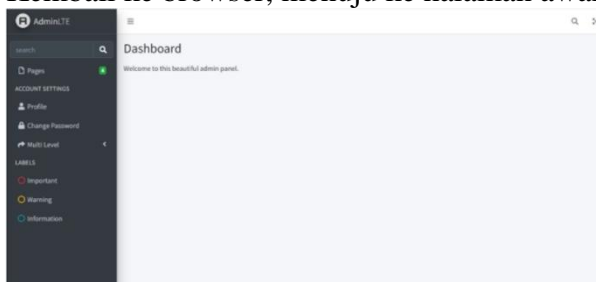 AdminLTE
search
Dashboard
Welcome to this beautiful admin panel.
Pages
ACCOUNT SETTINGS
Profile
Change Password
Multi Level
LABELS
Important
Warning
Information